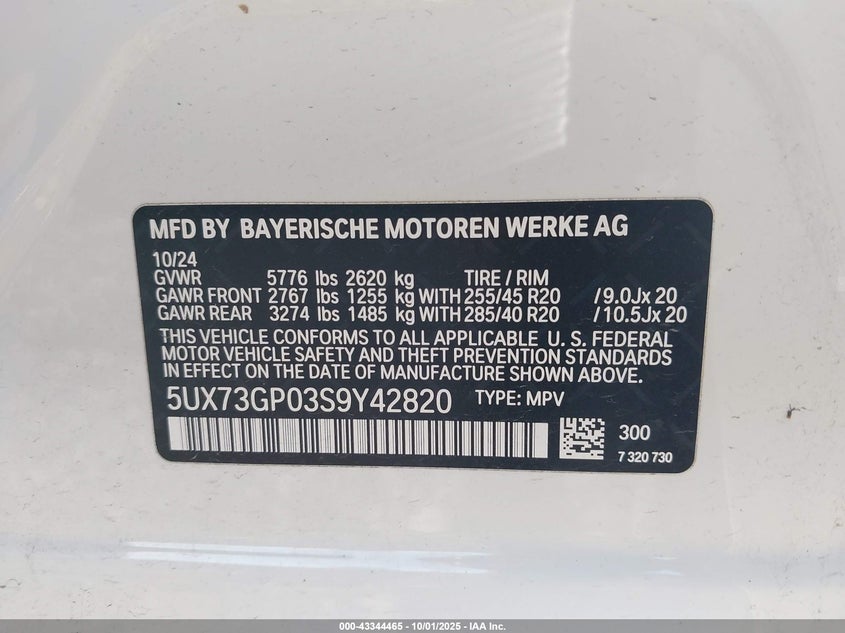 MFD BY BAYERISCHE MOTOREN WERKE AG
10/24
GVWR 5776 lbs 2620 kg TIRE / RIM
GAWR FRONT 2767 lbs 1255 kg WITH 255/45 R20 / 9.0Jx 20
GAWR REAR 3274 lbs 1485 kg WITH 285/40 R20 / 10.5Jx 20
THIS VEHICLE CONFORMS TO ALL APPLICABLE U. S. FEDERAL
MOTOR VEHICLE SAFETY AND THEFT PREVENTION STANDARDS
IN EFFECT ON THE DATE OF MANUFACTURE SHOWN ABOVE.
5UX73GP03S9Y42820 TYPE: MPV
300
7 320 730
000-43344465 - 10/01/2025 - IAA Inc.